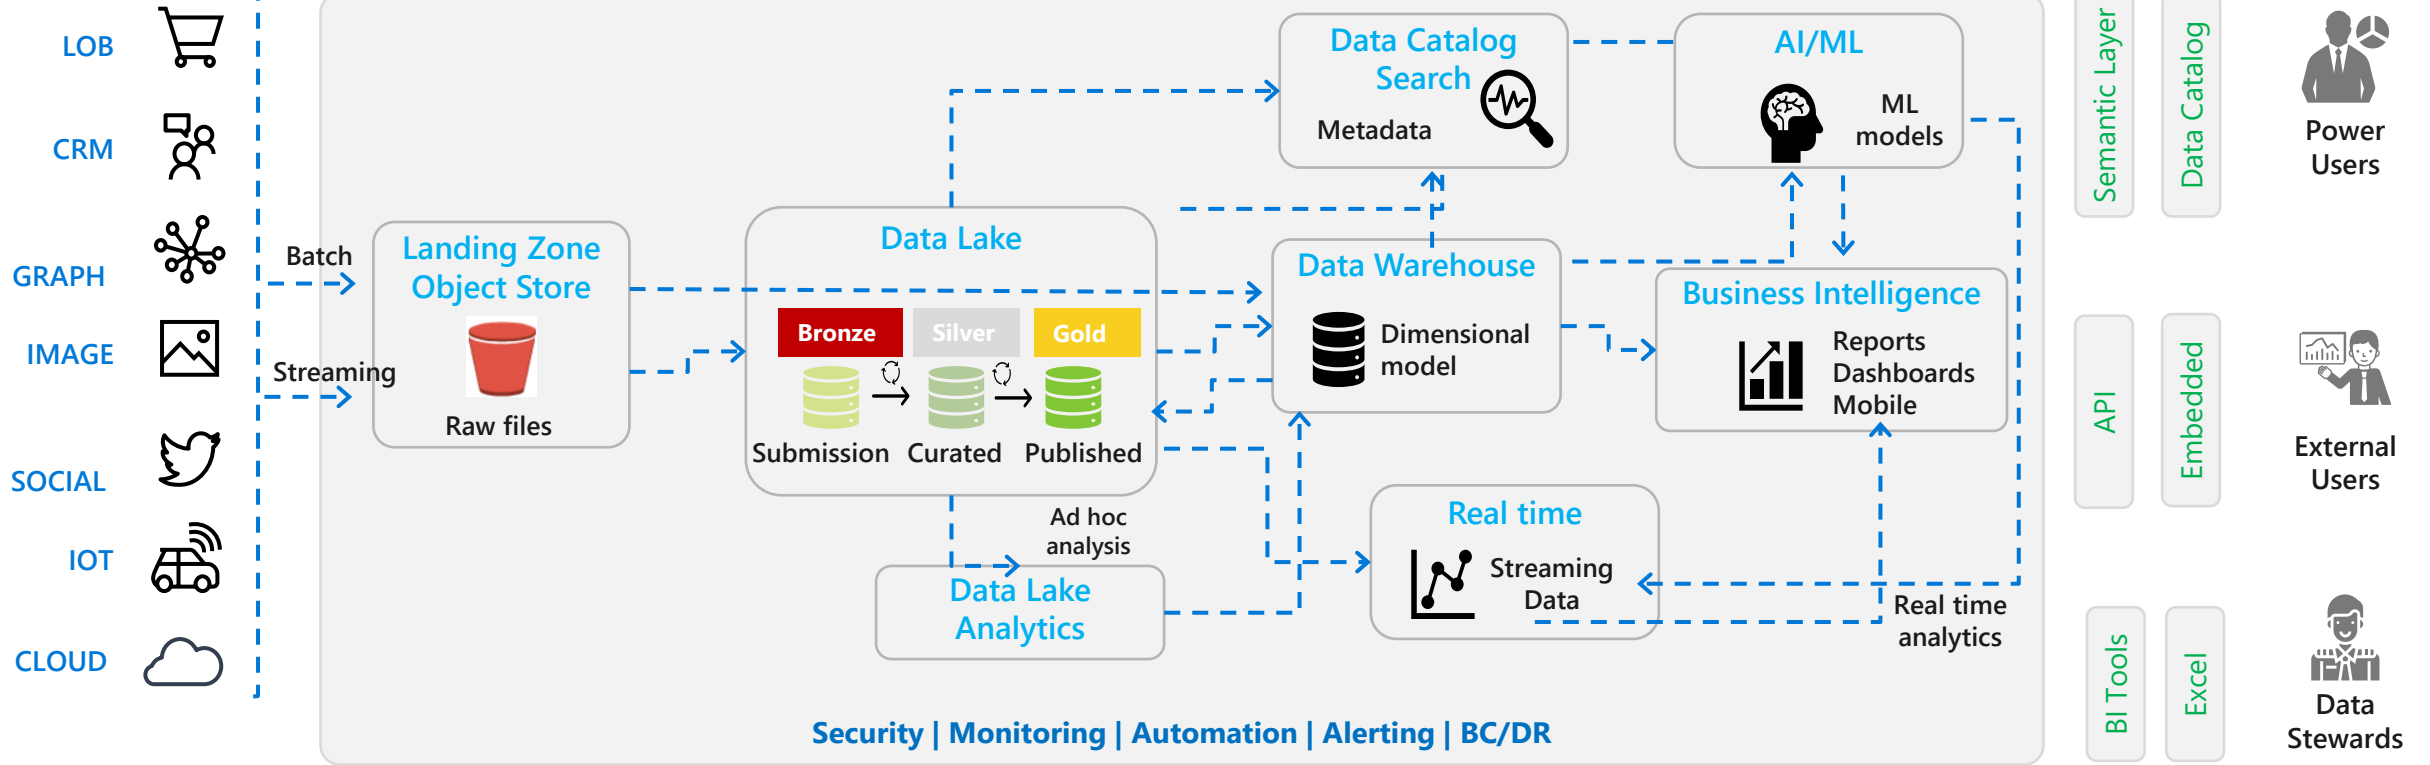 LOB
CRM
GRAPH
IMAGE
SOCIAL
IOT
CLOUD
Batch
Streaming
Landing Zone
Object Store
Raw files
Data Lake
Bronze
Silver
Gold
Submission
Curated
Published
Ad hoc
analysis
Data Lake
Analytics
Data Catalog
Search
Metadata
AI/ML
ML
models
Data Warehouse
Dimensional
model
Business Intelligence
Reports
Dashboards
Mobile
Real time
Streaming
Data
Real time
analytics
Security | Monitoring | Automation | Alerting | BC/DR
Semantic Layer
Data Catalog
API
Embedded
BI Tools
Excel
Power
Users
External
Users
Data
Stewards